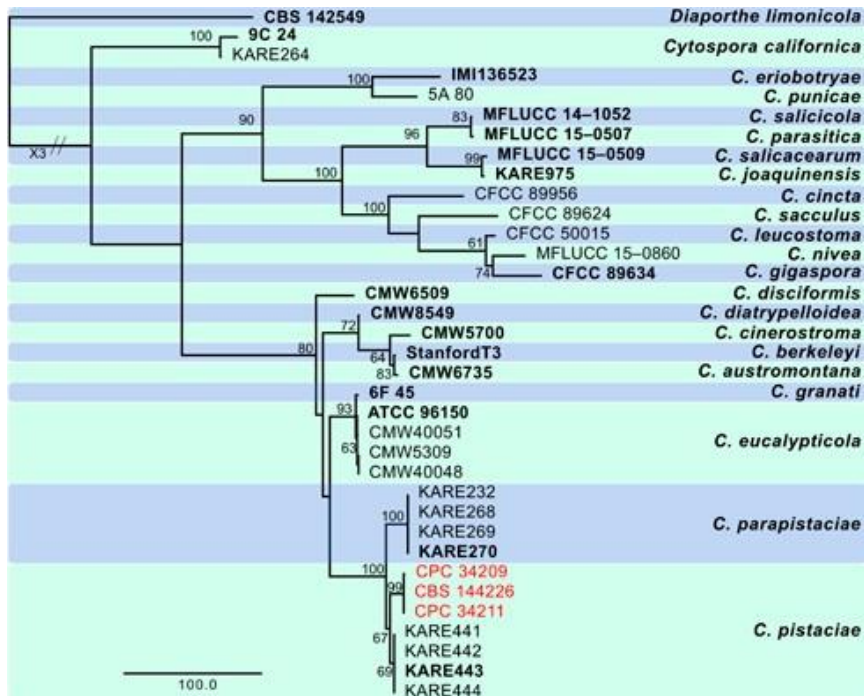 CBS 142549 Diaporthe limonicola
100 9C 24
KARE264 Cytospora californica
100 IMI136523 C. eriobotryae
5A 80 C. punicae
90 83 MFLUCC 14–1052 C. salicicola
96 MFLUCC 15–0507 C. parasitica
X3 // 99 MFLUCC 15–0509 C. salicacearum
KARE975 C. joaquinensis
100 CFCC 89956 C. cincta
100 CFCC 89624 C. sacculus
61 CFCC 50015 C. leucostoma
MFLUCC 15–0860 C. nivea
74 CFCC 89634 C. gigaspora
CMW6509 C. disciformis
72 CMW8549 C. diatrypelloidea
CMW5700 C. cinerostroma
80 64 StanfordT3 C. berkeleyi
83 CMW6735 C. austromontana
6F 45 C. granati
93 ATCC 96150
CMW40051
63 CMW5309 C. eucalypticola
CMW40048
KARE232
100 KARE268
KARE269 C. parapistaciae
KARE270
100 CPC 34209
99 CBS 144226
CPC 34211
67 KARE441 C. pistaciae
KARE442
69 KARE443
100.0 KARE444